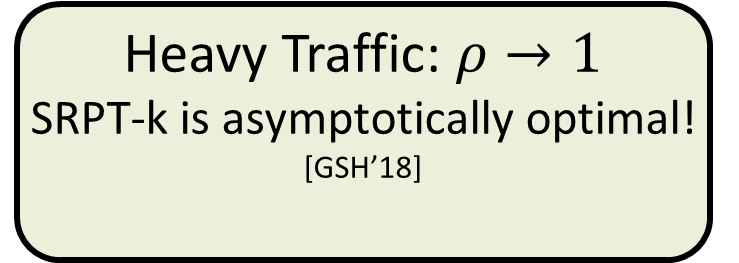 Heavy Traffic: 𝜌 → 1
SRPT-k is asymptotically optimal!
[GSH’18]